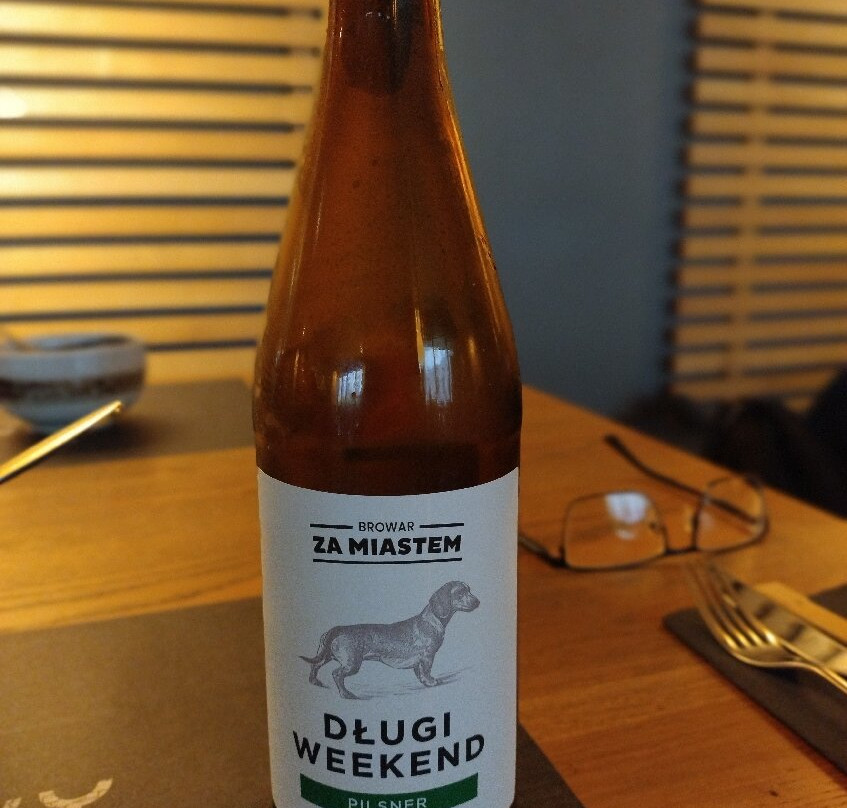 BROWAR
ZA MIASTEM
DŁUGI
WEEKEND
PILSNER